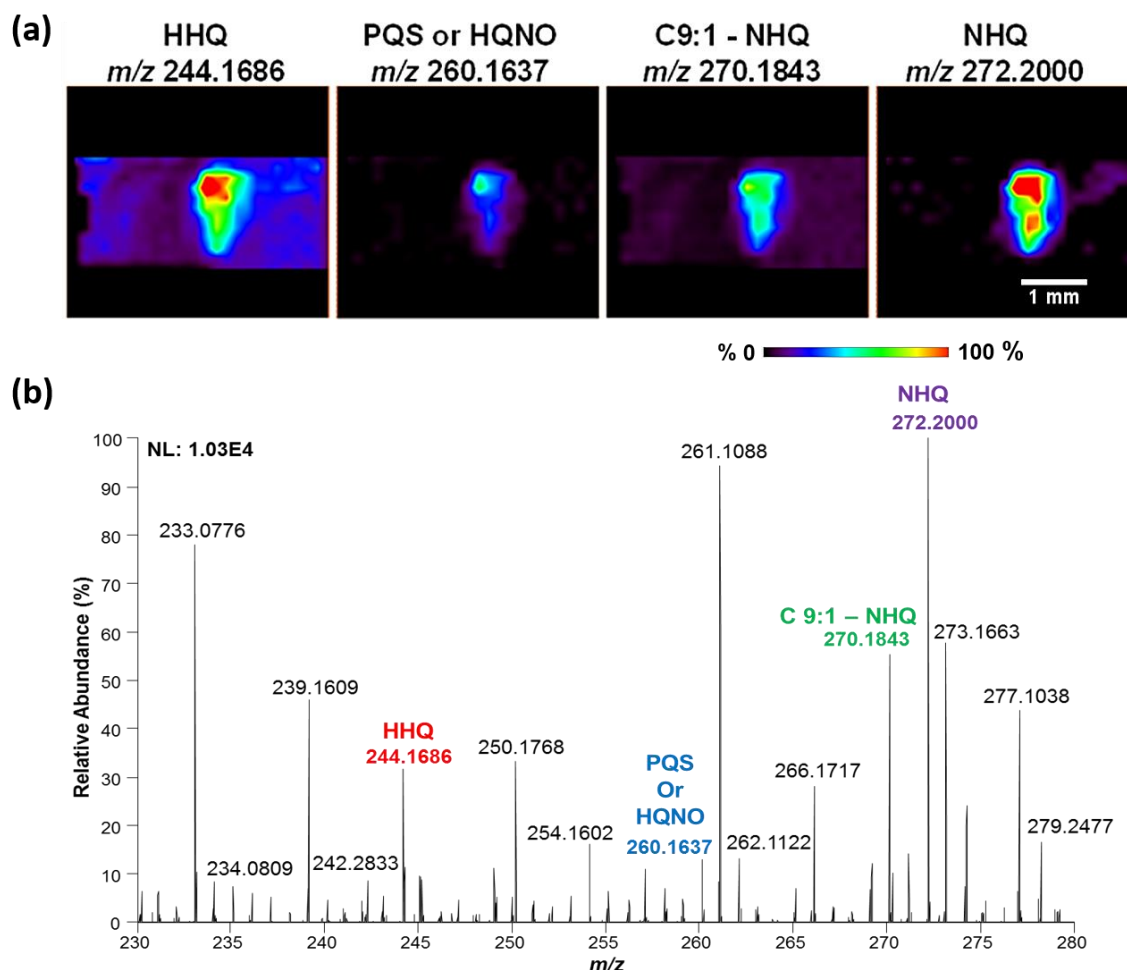 (a)
HHQ
m/z 244.1686
PQS or HQNO
m/z 260.1637
C9:1 - NHQ
m/z 270.1843
NHQ
m/z 272.2000
1 mm
% 0 100 %
(b)
NHQ
272.2000
NL: 1.03E4
261.1088
233.0776
C 9:1 – NHQ
270.1843
273.1663
239.1609
277.1038
HHQ
244.1686
250.1768
PQS
Or
HQNO
260.1637
266.1717
254.1602
262.1122
279.2477
234.0809
242.2833
Relative Abundance (%)
100
90
80
70
60
50
40
30
20
10
0
230 235 240 245 250 255 260 265 270 275 280
m/z